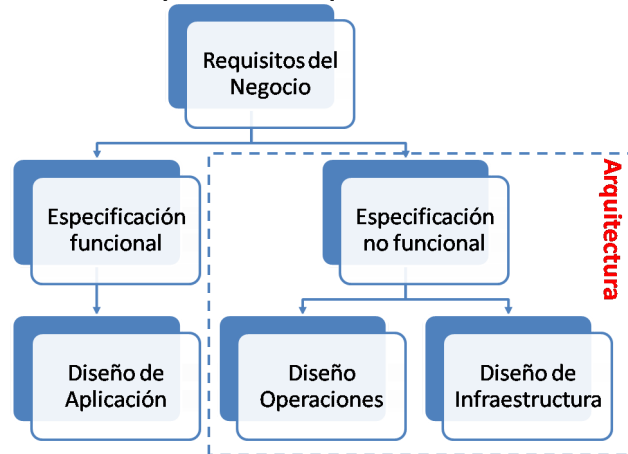 Requisitos del
Negocio
Arquitectura
Especificación
funcional
Especificación
no funcional
Diseño de
Aplicación
Diseño
Operaciones
Diseño de
Infraestructura